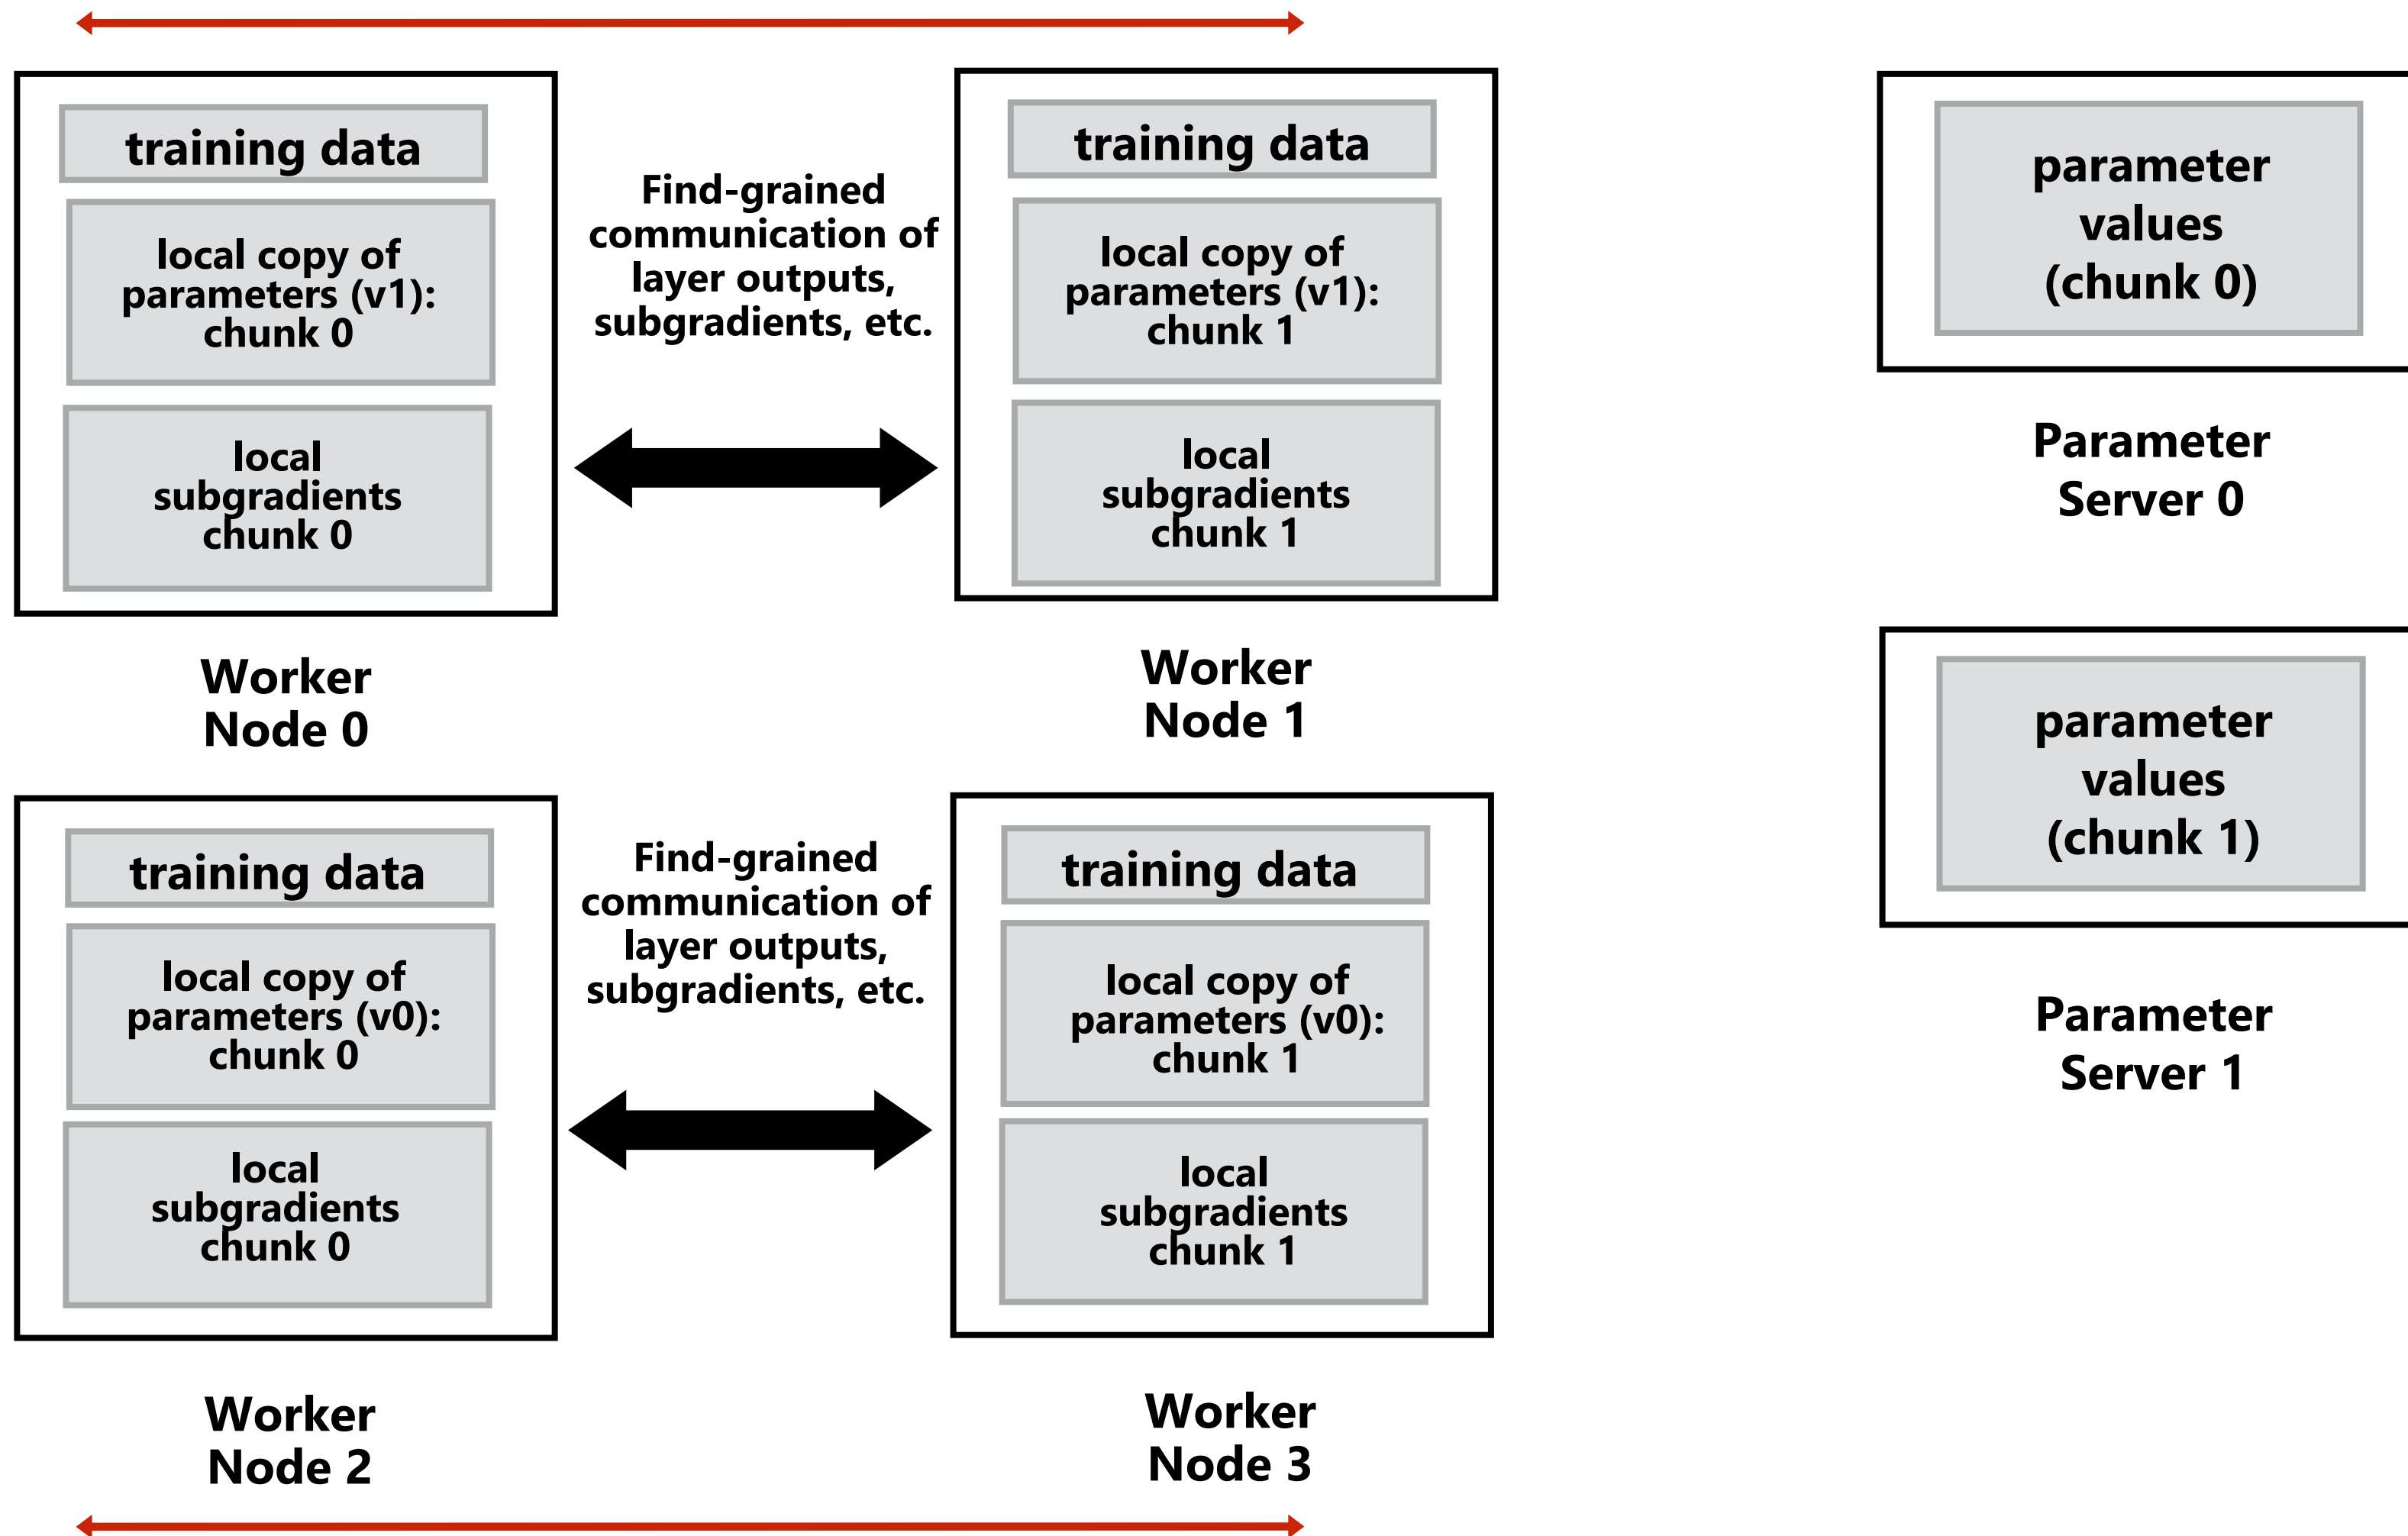 training data
local copy of
parameters (v1):
chunk 0
local
subgradients
chunk 0
Worker
Node 0
Find-grained
communication of
layer outputs,
subgradients, etc.
training data
local copy of
parameters (v1):
chunk 1
local
subgradients
chunk 1
Worker
Node 1
parameter
values
(chunk 0)
Parameter
Server 0
training data
local copy of
parameters (v0):
chunk 0
local
subgradients
chunk 0
Worker
Node 2
Find-grained
communication of
layer outputs,
subgradients, etc.
training data
local copy of
parameters (v0):
chunk 1
local
subgradients
chunk 1
Worker
Node 3
parameter
values
(chunk 1)
Parameter
Server 1